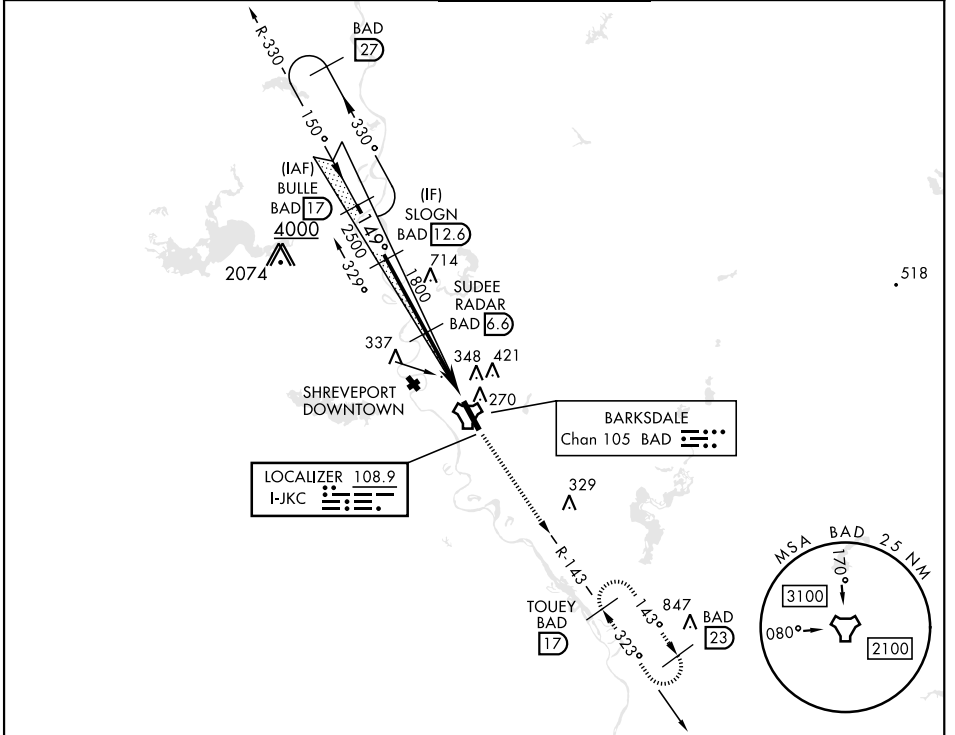 R-330
BAD
27
150°
330°
(IAF)
BULLE
BAD 17
4000
2074
149°
2500
329°
(IF)
SLOGN
BAD 12.6
714
1800
SUDEE
RADAR
BAD 6.6
518
337
348 421
270
SHREVEPORT
DOWNTOWN
BARKSDALE
Chan 105 BAD
LOCALIZER 108.9
I-JKC
329
R-143
TOUEY
BAD
17
143°
323°
847
BAD
23
MSA BAD 25 NM
170°
3100
080°
2100